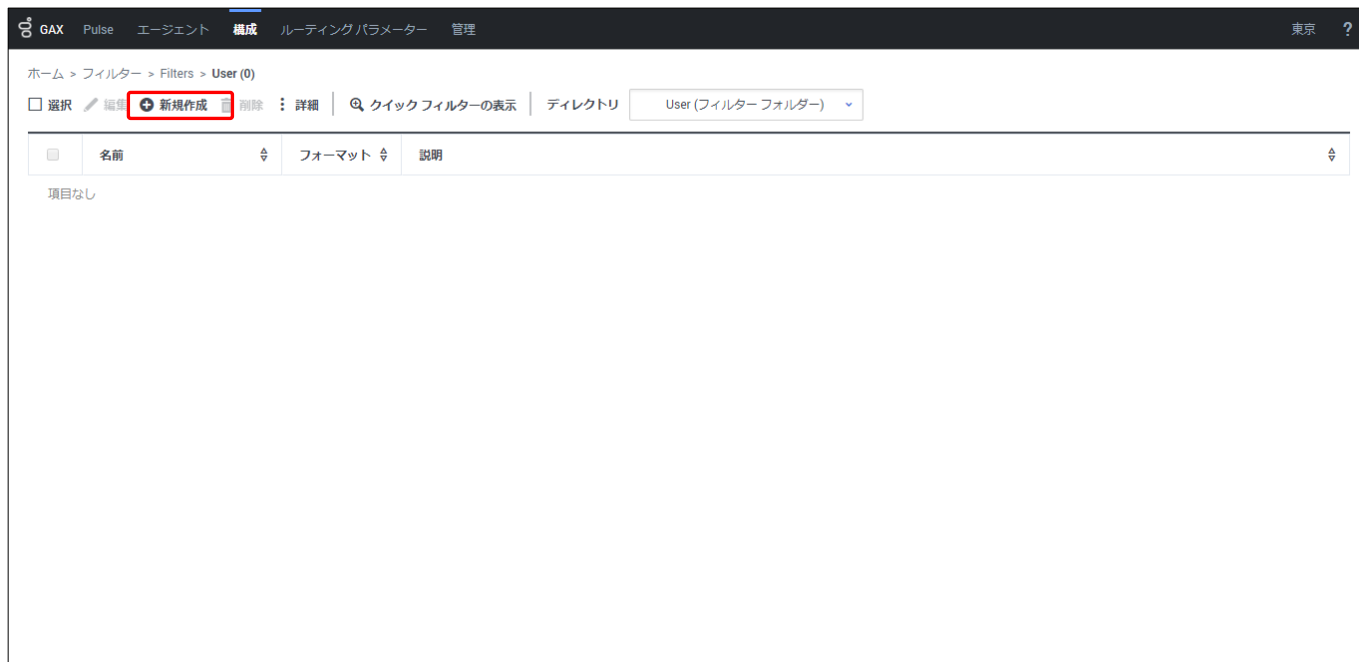 GAX Pulse エージェント 構成 ルーティング パラメーター 管理 東京 ?
ホーム > フィルター > Filters > User (0)
選択 編集 新規作成 削除 詳細 クイック フィルターの表示 ディレクトリ User (フィルター フォルダー)
名前 フォーマット 説明
項目なし